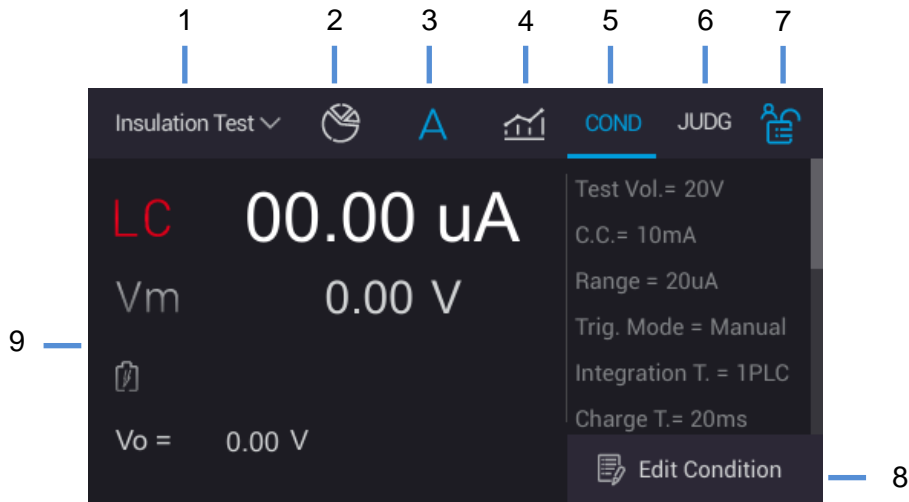 1 2 3 4 5 6 7
Insulation Test A COND JUDG
LC 00.00 uA
Vm 0.00 V
Vo = 0.00 V
Test Vol.= 20V
C.C.= 10mA
Range = 20uA
Trig. Mode = Manual
Integration T. = 1PLC
Charge T.= 20ms
Edit Condition
8
9